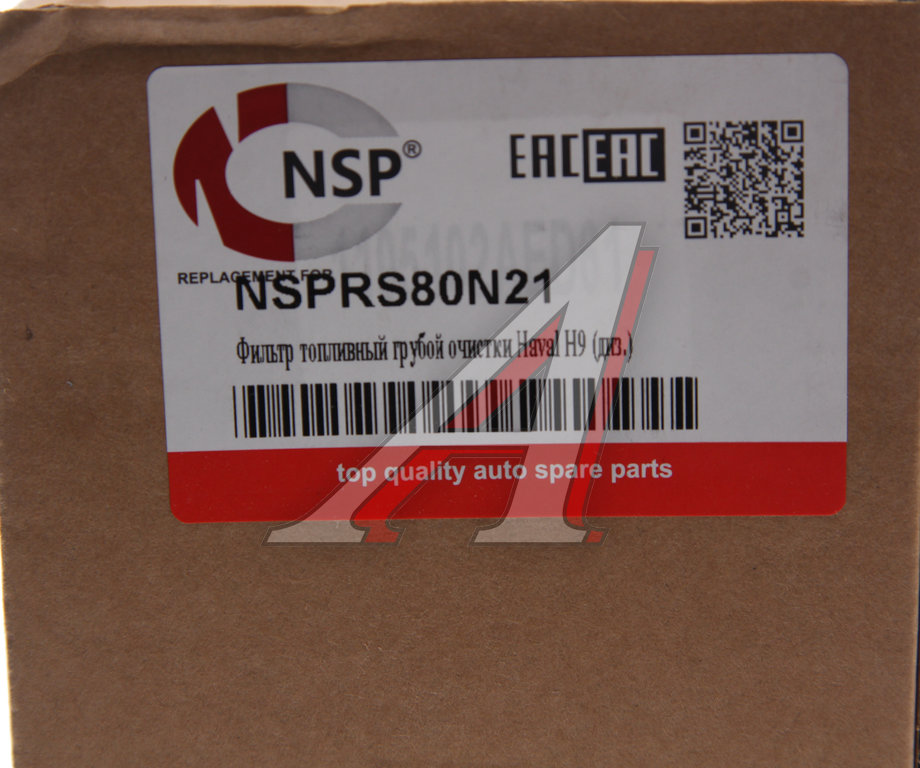 NSP®
EAC EAC
REPLACEMENT FOR
NSPRS80N21
Фильтр топливный грубой очистки Haval H9 (диз.)
top quality auto spare parts